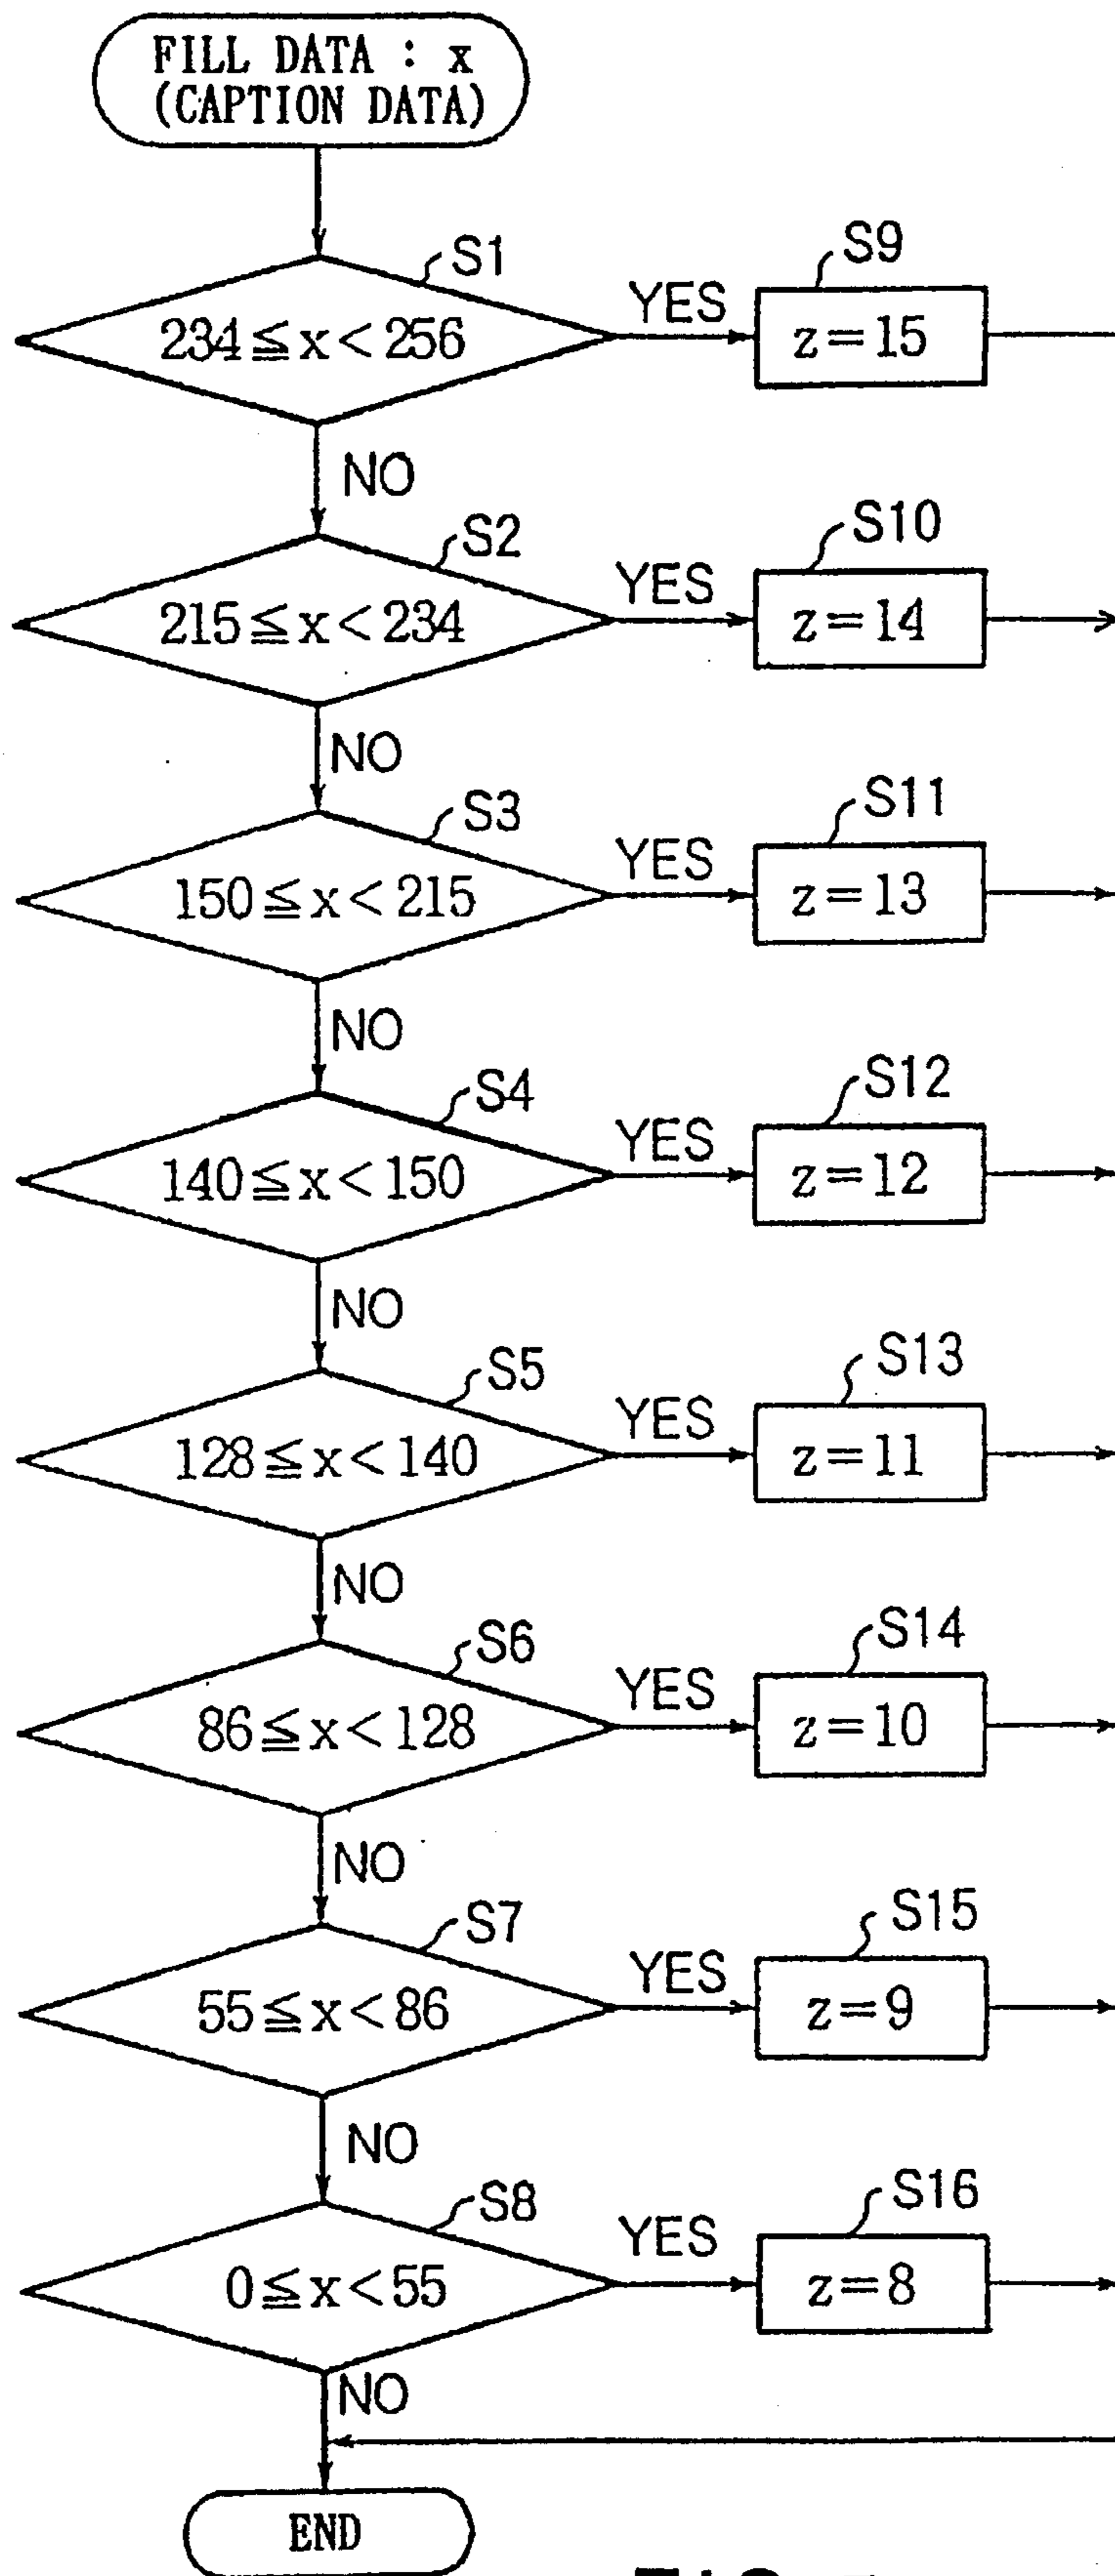 FILL DATA : x
(CAPTION DATA)
S1
234≦x<256
YES
S9
z=15
NO
S2
215≦x<234
YES
S10
z=14
NO
S3
150≦x<215
YES
S11
z=13
NO
S4
140≦x<150
YES
S12
z=12
NO
S5
128≦x<140
YES
S13
z=11
NO
S6
86≦x<128
YES
S14
z=10
NO
S7
55≦x<86
YES
S15
z=9
NO
S8
0≦x<55
YES
S16
z=8
NO
END